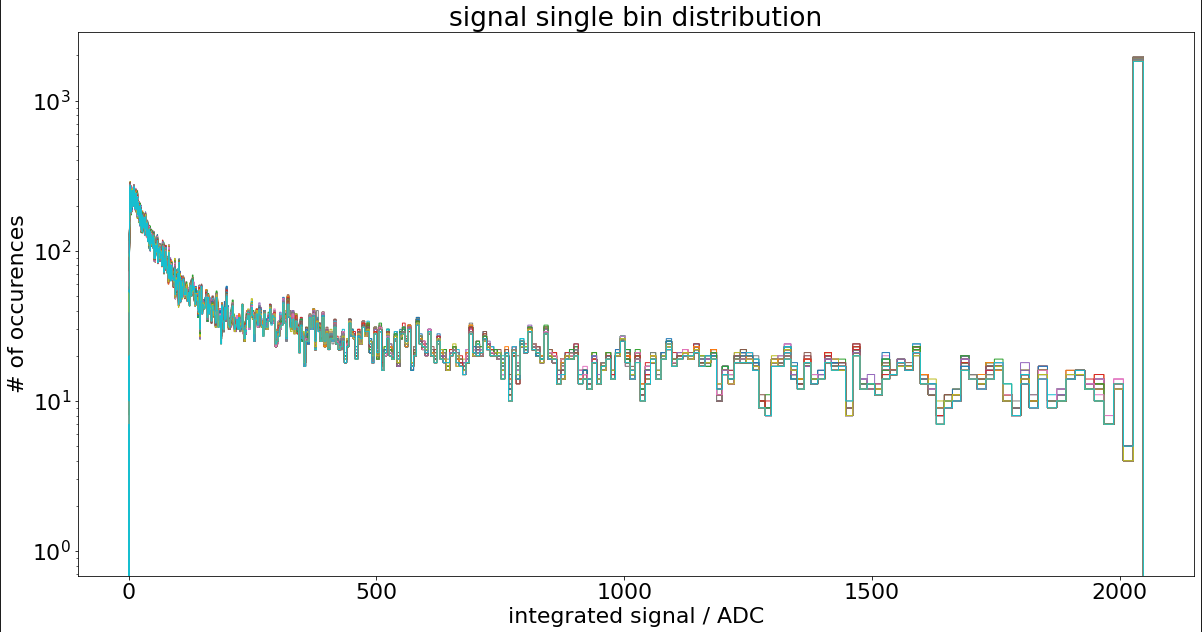 signal single bin distribution
10³
10²
10¹
10⁰
# of occurences
0 500 1000 1500 2000
integrated signal / ADC